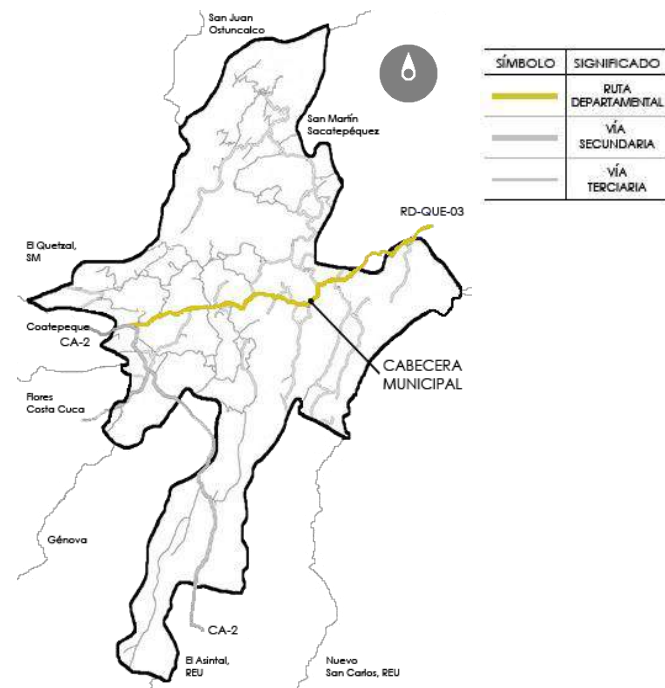 San Juan
Ostuncalco
SÍMBOLO
SIGNIFICADO
RUTA
DEPARTAMENTAL
VÍA
SECUNDARIA
VÍA
TERCIARIA
San Martín
Sacatepéquez
RD-QUE-03
El Quetzal,
SM
Coatepeque
CA-2
CABECERA
MUNICIPAL
Flores
Costa Cuca
Génova
CA-2
El Asintal,
REU
Nuevo
San Carlos, REU